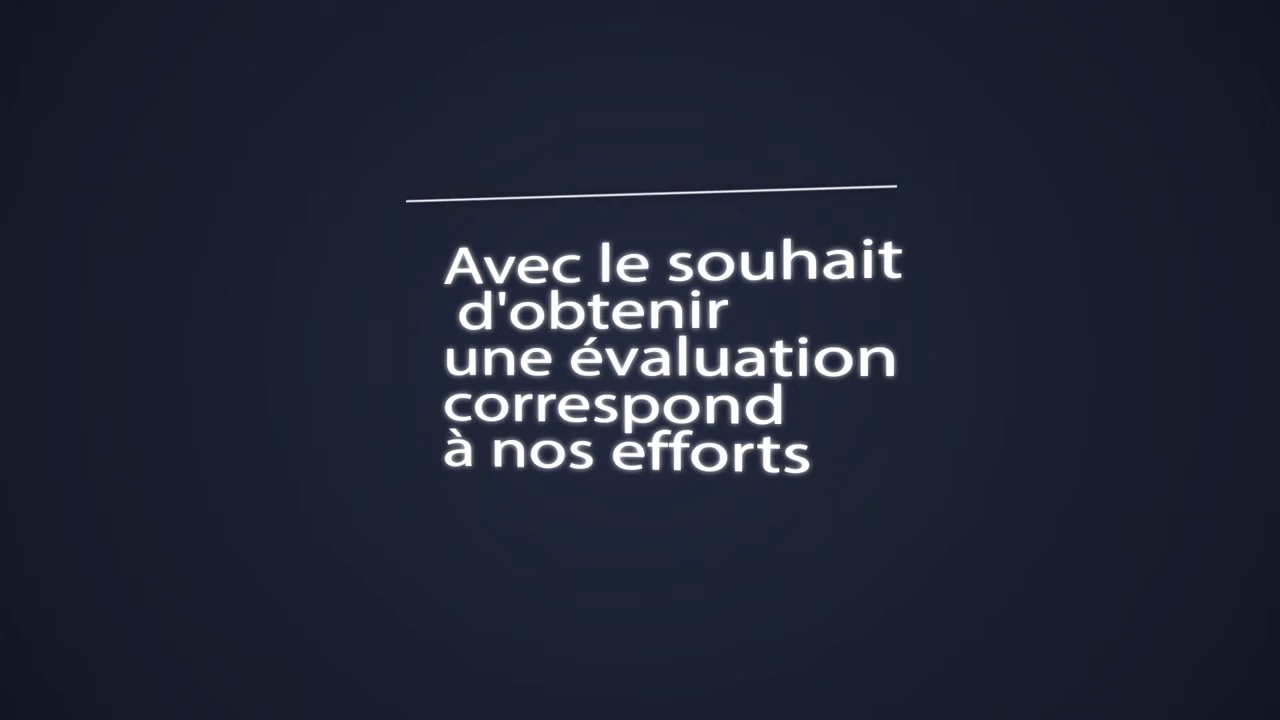 Avec le souhait
d'obtenir
une évaluation
correspond
à nos efforts